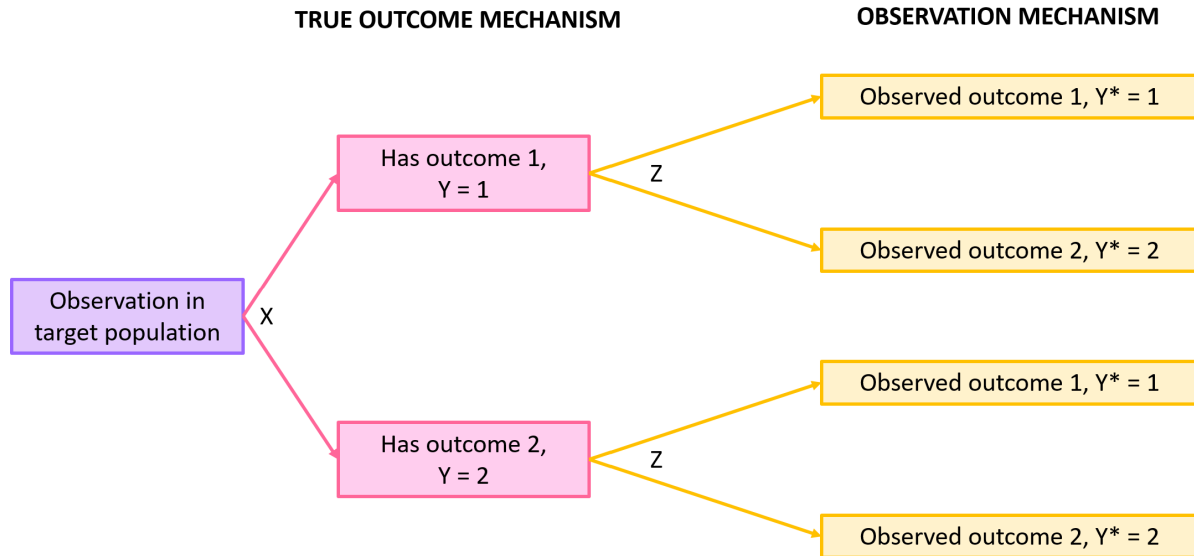 TRUE OUTCOME MECHANISM
OBSERVATION MECHANISM
Observed outcome 1, Y* = 1
Has outcome 1,
Y = 1
Z
Observed outcome 2, Y* = 2
Observation in
target population
X
Observed outcome 1, Y* = 1
Has outcome 2,
Y = 2
Z
Observed outcome 2, Y* = 2